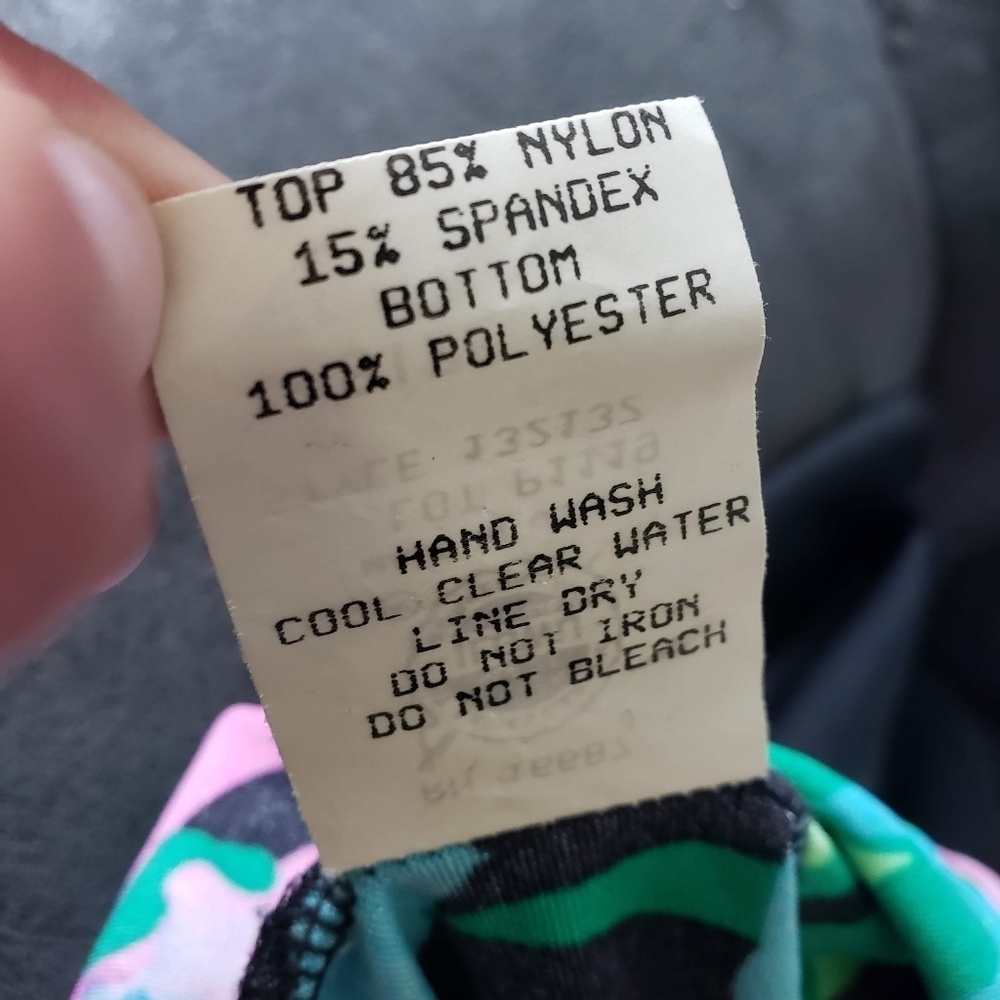 TOP 85% NYLON
15% SPANDEX
BOTTOM
100% POLYESTER
HAND WASH
COOL CLEAR WATER
LINE DRY
DO NOT IRON
DO NOT BLEACH